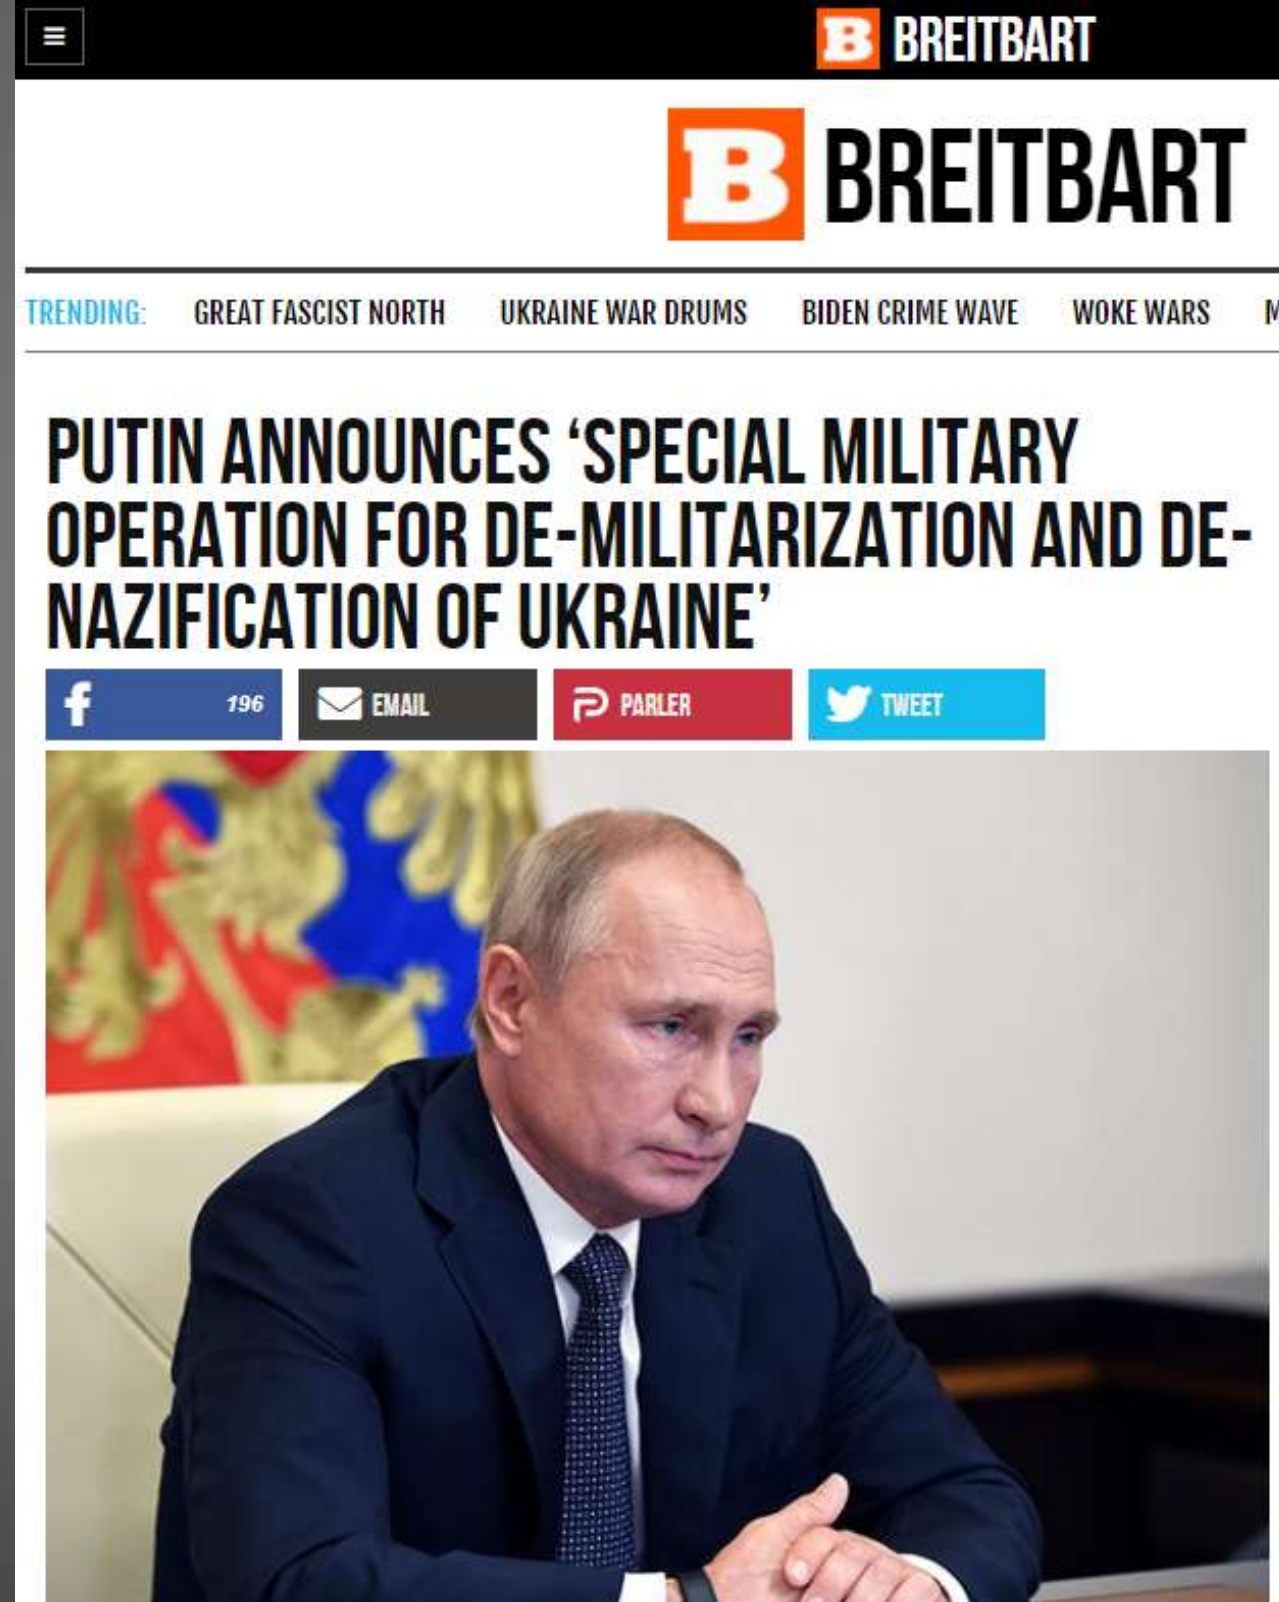 B BREITBART
B BREITBART
TRENDING: GREAT FASCIST NORTH UKRAINE WAR DRUMS BIDEN CRIME WAVE WOKE WARS M
PUTIN ANNOUNCES ‘SPECIAL MILITARY
OPERATION FOR DE-MILITARIZATION AND DE-
NAZIFICATION OF UKRAINE’
f 196 EMAIL PARLER TWEET